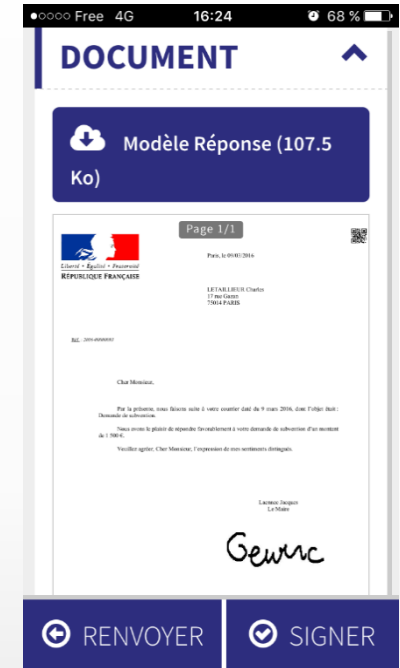 Free 4G 16:24 68 %
DOCUMENT
Modèle Réponse (107.5
Ko)
Page 1/1
Liberté • Égalité • Fraternité
RÉPUBLIQUE FRANÇAISE
Paris, le 09/03/2016
LETAILLIEUR Charles
17 rue Gazan
75014 PARIS
Réf. :
Cher Monsieur,
Par la présente, nous faisons suite à votre courrier daté du 9 mars 2016, dont l'objet était :
Demande de subvention.
Nous avons le plaisir de répondre favorablement à votre demande de subvention d'un montant
de 1 500 €.
Veuillez agréer, Cher Monsieur, l'expression de mes sentiments distingués.
Jacques
Le Maire
RENVOYER
SIGNER